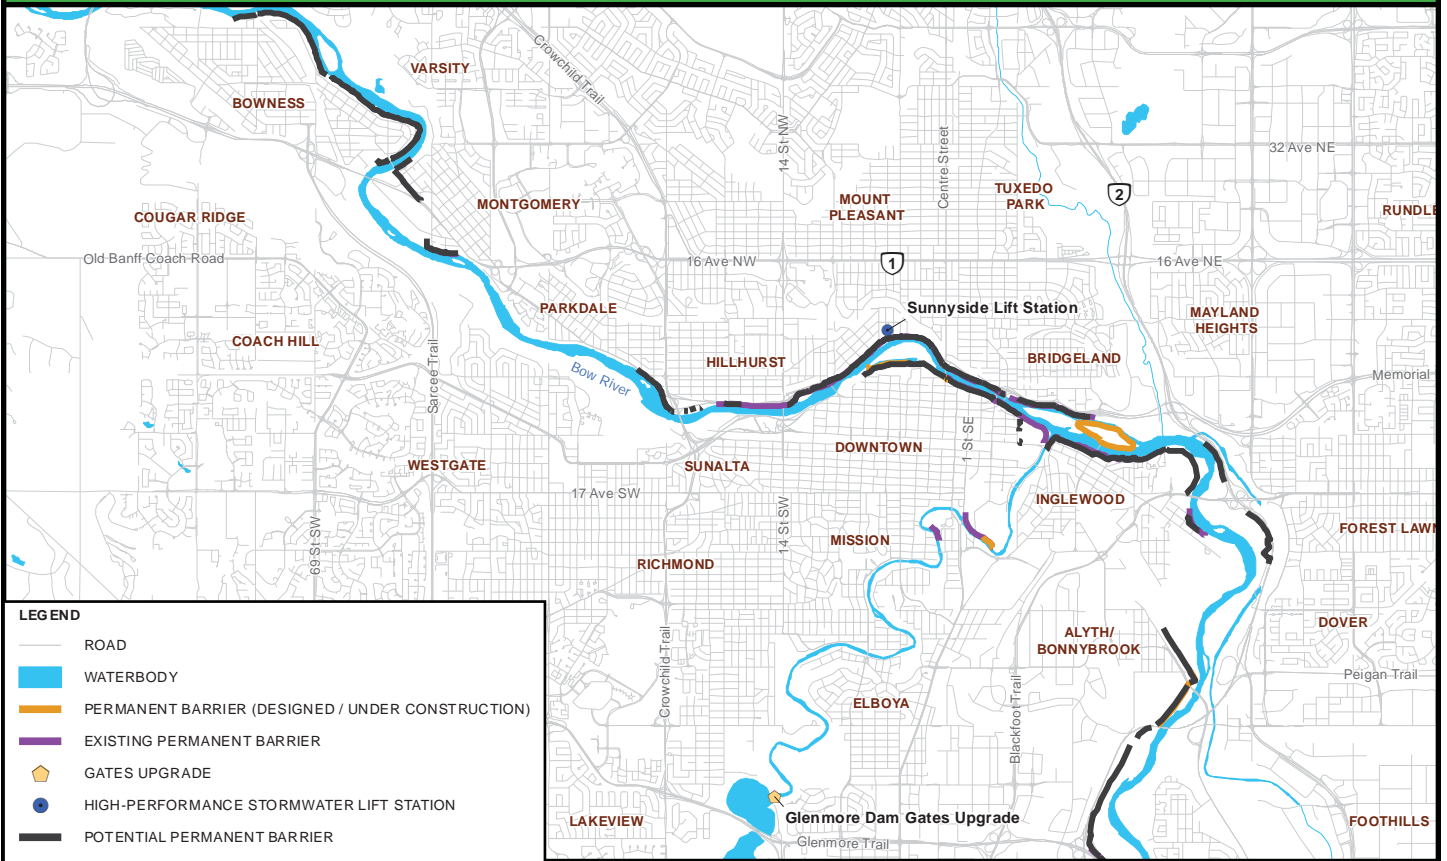 VARSITY
Crowchild Trail
BOWNESS
14 St NW
Centre Street
32 Ave NE
2
COUGAR RIDGE
MONTGOMERY
MOUNT
PLEASANT
TUXEDO
PARK
Old Banff Coach Road
16 Ave NW
1
16 Ave NE
PARKDALE
Sunnyside Lift Station
MAYLAND
HEIGHTS
COACH HILL
Sarcee Trail
Bow River
HILLHURST
BRIDGELAND
Memorial
DOWNTOWN
1 St SE
WESTGATE
SUNALTA
17 Ave SW
INGLEWOOD
69 St SW
14 St SW
MISSION
RICHMOND
DOVER
ALYTH/
BONNYBROOK
Peigan Trail
Crowchild Trail
ELBOYA
Blackfoot Trail
LAKEVIEW
Glenmore Dam Gates Upgrade
Glenmore Trail
FOOTHILLS
LEGEND
ROAD
WATERBODY
PERMANENT BARRIER (DESIGNED / UNDER CONSTRUCTION)
EXISTING PERMANENT BARRIER
GATES UPGRADE
HIGH-PERFORMANCE STORMWATER LIFT STATION
POTENTIAL PERMANENT BARRIER